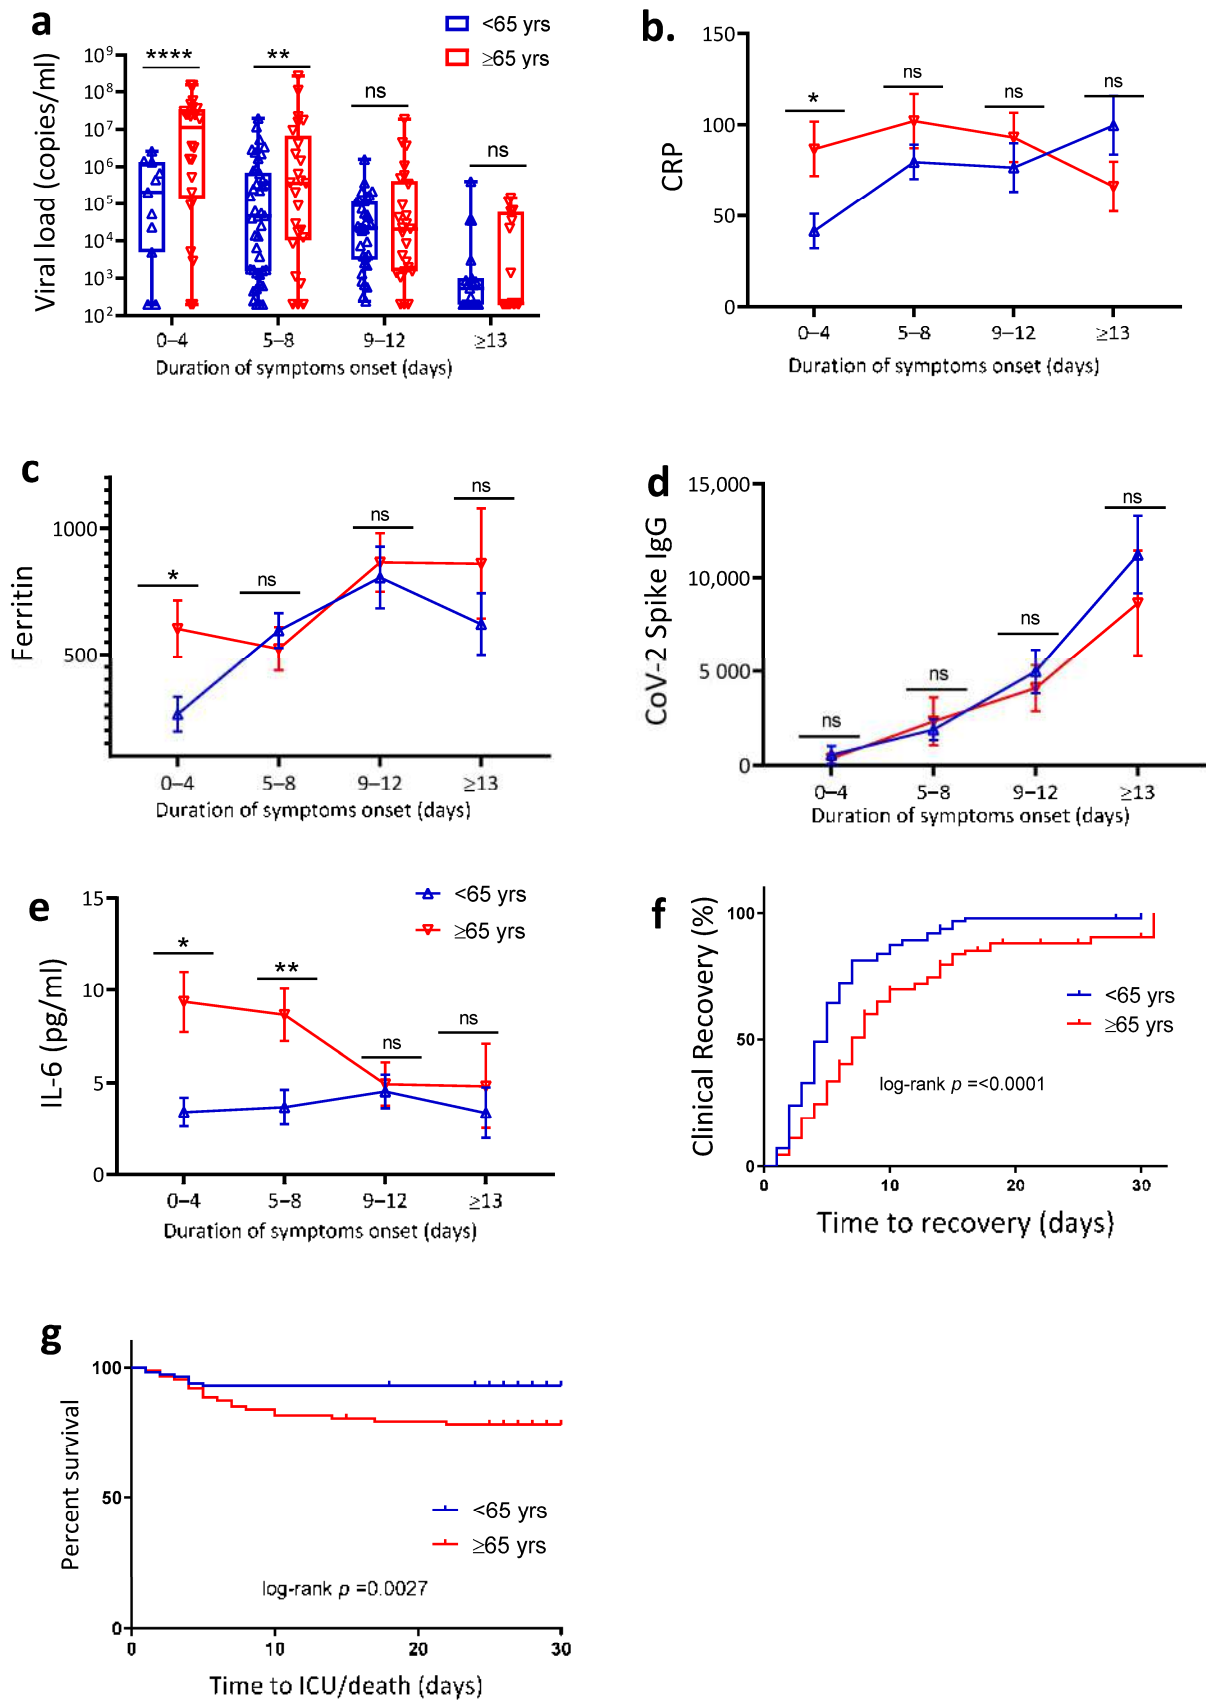 a
<65 yrs
≥65 yrs
Viral load (copies/ml)
10⁹
10⁸
10⁷
10⁶
10⁵
10⁴
10³
10²
****
**
ns
ns
0–4
5–8
9–12
≥13
Duration of symptoms onset (days)
b.
CRP
150
100
50
0
*
ns
ns
ns
0–4
5–8
9–12
≥13
Duration of symptoms onset (days)
c
Ferritin
1000
500
*
ns
ns
ns
0–4
5–8
9–12
≥13
Duration of symptoms onset (days)
d
CoV-2 Spike IgG
15,000
10,000
5 000
0
ns
ns
ns
ns
0–4
5–8
9–12
≥13
Duration of symptoms onset (days)
e
<65 yrs
≥65 yrs
IL-6 (pg/ml)
15
10
5
0
*
**
ns
ns
0–4
5–8
9–12
≥13
Duration of symptoms onset (days)
f
Clinical Recovery (%)
100
50
0
<65 yrs
≥65 yrs
log-rank p =<0.0001
0
10
20
30
Time to recovery (days)
g
Percent survival
100
50
0
<65 yrs
≥65 yrs
log-rank p =0.0027
0
10
20
30
Time to ICU/death (days)